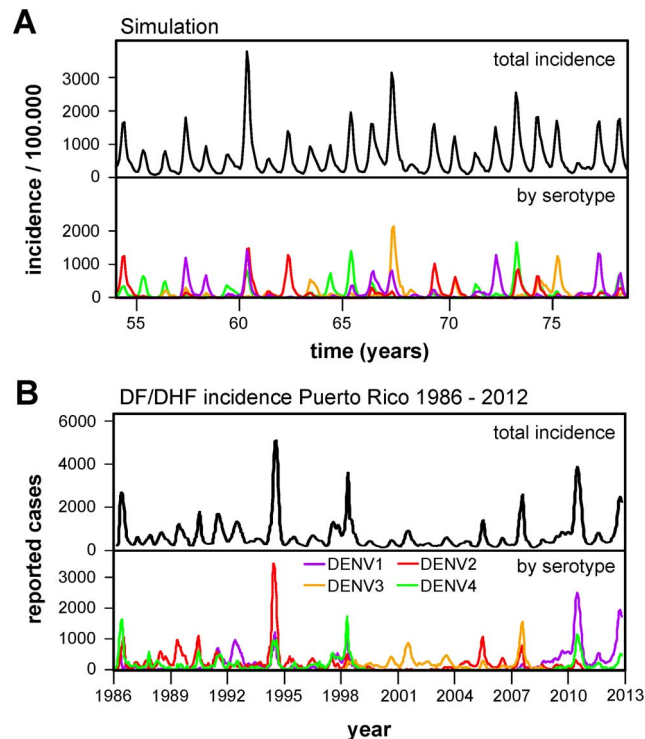 A
Simulation
total incidence
3000
2000
1000
0
by serotype
2000
1000
0
incidence / 100.000
55 60 65 70 75
time (years)
B
DF/DHF incidence Puerto Rico 1986 - 2012
6000
total incidence
4000
2000
0
DENV1 DENV2 by serotype
DENV3 DENV4
3000
2000
1000
0
reported cases
1986 1989 1992 1995 1998 2001 2004 2007 2010 2013
year